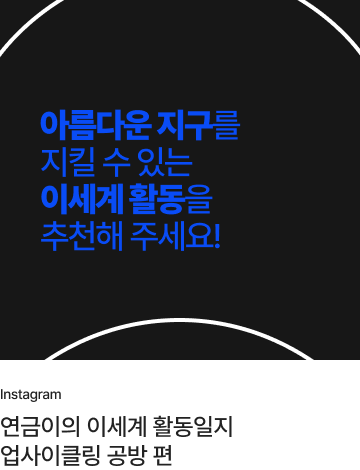 아름다운 지구를
지킬 수 있는
이세계 활동을
추천해 주세요!
Instagram
연금이의 이세계 활동일지
업사이클링 공방 편